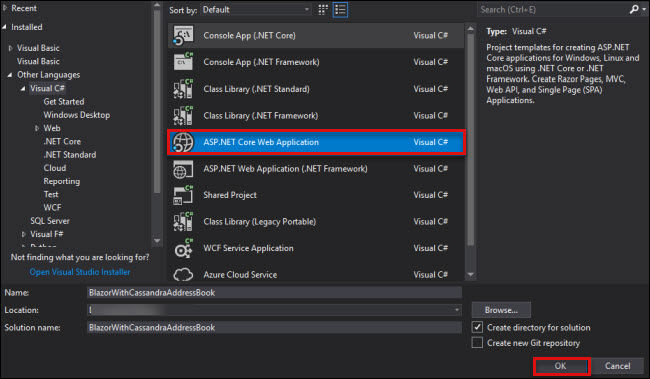 Recent
Sort by: Default
Search (Ctrl+E)
Installed
Visual Basic
Visual Basic
Other Languages
Visual C#
Get Started
Windows Desktop
Web
.NET Core
.NET Standard
Cloud
Reporting
Test
WCF
SQL Server
Visual F#
Python
Not finding what you are looking for?
Open Visual Studio Installer
Console App (.NET Core) Visual C#
Console App (.NET Framework) Visual C#
Class Library (.NET Standard) Visual C#
Class Library (.NET Framework) Visual C#
ASP.NET Core Web Application Visual C#
ASP.NET Web Application (.NET Framework) Visual C#
Shared Project Visual C#
Class Library (Legacy Portable) Visual C#
WCF Service Application Visual C#
Azure Cloud Service Visual C#
Type: Visual C#
Project templates for creating ASP.NET
Core applications for Windows, Linux and
macOS using .NET Core or .NET
Framework. Create Razor Pages, MVC,
Web API, and Single Page (SPA)
Applications.
Name: BlazorWithCassandraAddressBook
Location:
Browse...
Solution name: BlazorWithCassandraAddressBook
Create directory for solution
Create new Git repository
OK
Cancel